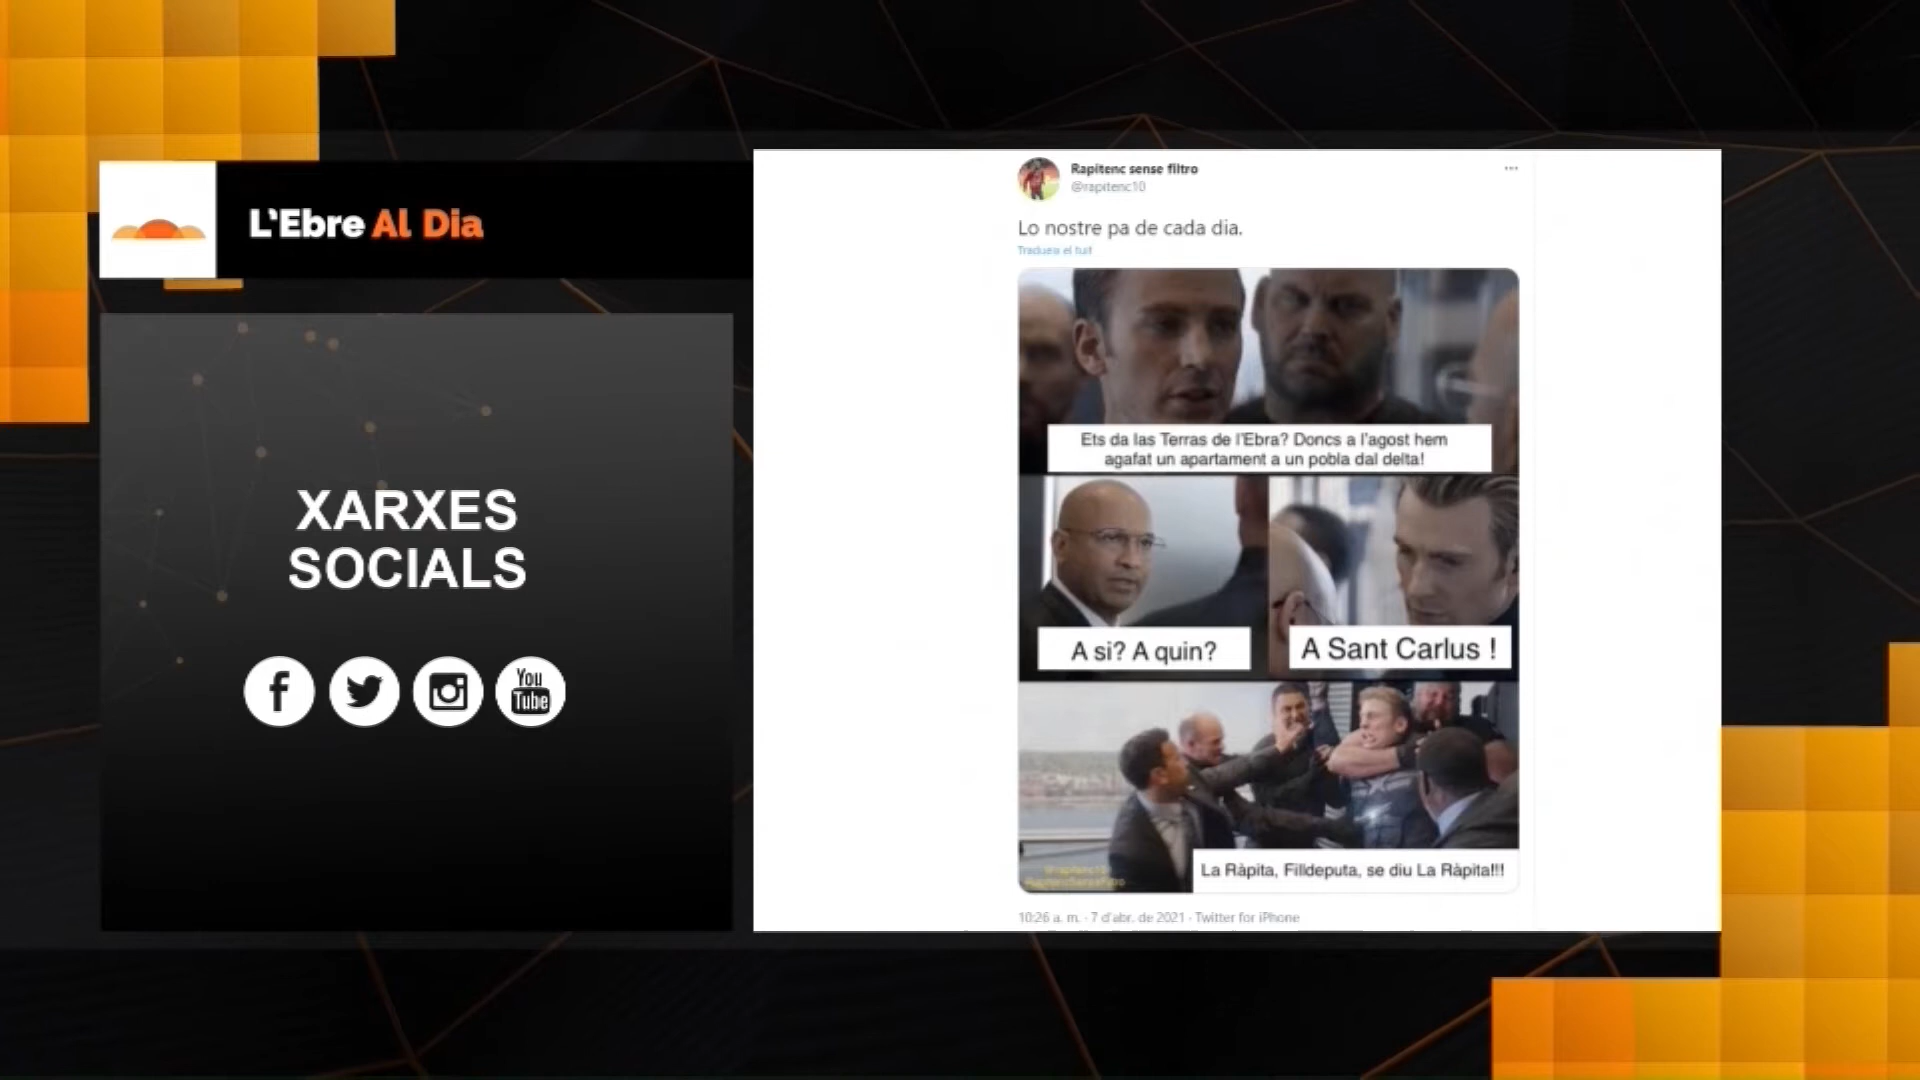 L'Ebre Al Dia
XARXES
SOCIALS
You
Tube
Rapitenc sense filtro
@rapitenc10
Lo nostre pa de cada dia.
Tradueix el tuit
Ets da las Terras de l'Ebra? Doncs a l'agost hem
agafat un apartament a un pobla dal delta!
A si? A quin?
A Sant Carlus !
La Ràpita, Filldeputa, se diu La Ràpita!!!
10:26 a. m. · 7 d'abr. de 2021 · Twitter for iPhone